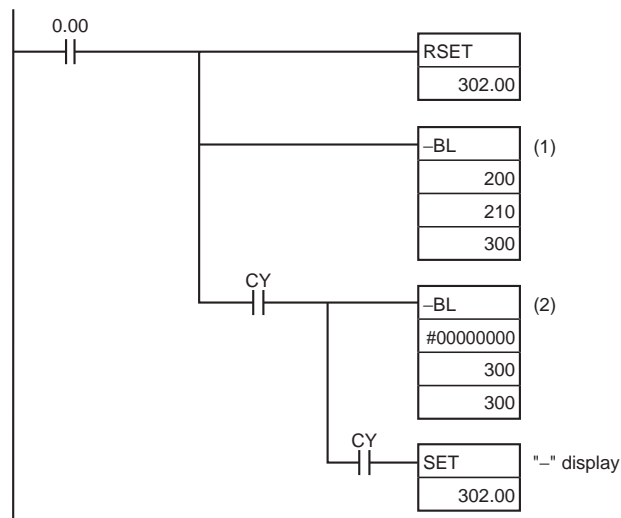 0.00
RSET
302.00
–BL (1)
200
210
300
CY
–BL (2)
#00000000
300
300
CY
SET "–" display
302.00